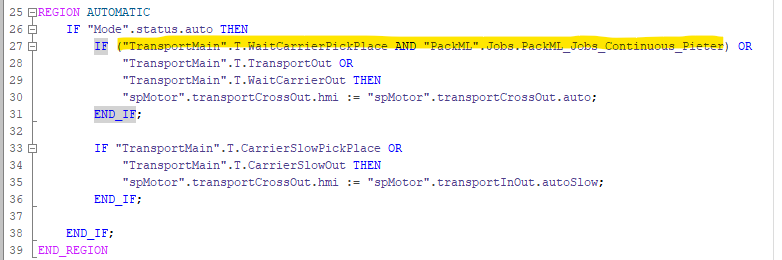 25 REGION AUTOMATIC
26 IF "Mode".status.auto THEN
27 IF ("TransportMain".T.WaitCarrierPickPlace AND "PackML".Jobs.PackML_Jobs_Continuous_Pieter) OR
28 "TransportMain".T.TransportOut OR
29 "TransportMain".T.WaitCarrierOut THEN
30 "spMotor".transportCrossOut.hmi := "spMotor".transportCrossOut.auto;
31 END_IF;
32
33 IF "TransportMain".T.CarrierSlowPickPlace OR
34 "TransportMain".T.CarrierSlowOut THEN
35 "spMotor".transportCrossOut.hmi := "spMotor".transportInOut.autoSlow;
36 END_IF;
37
38 END_IF;
39 END_REGION